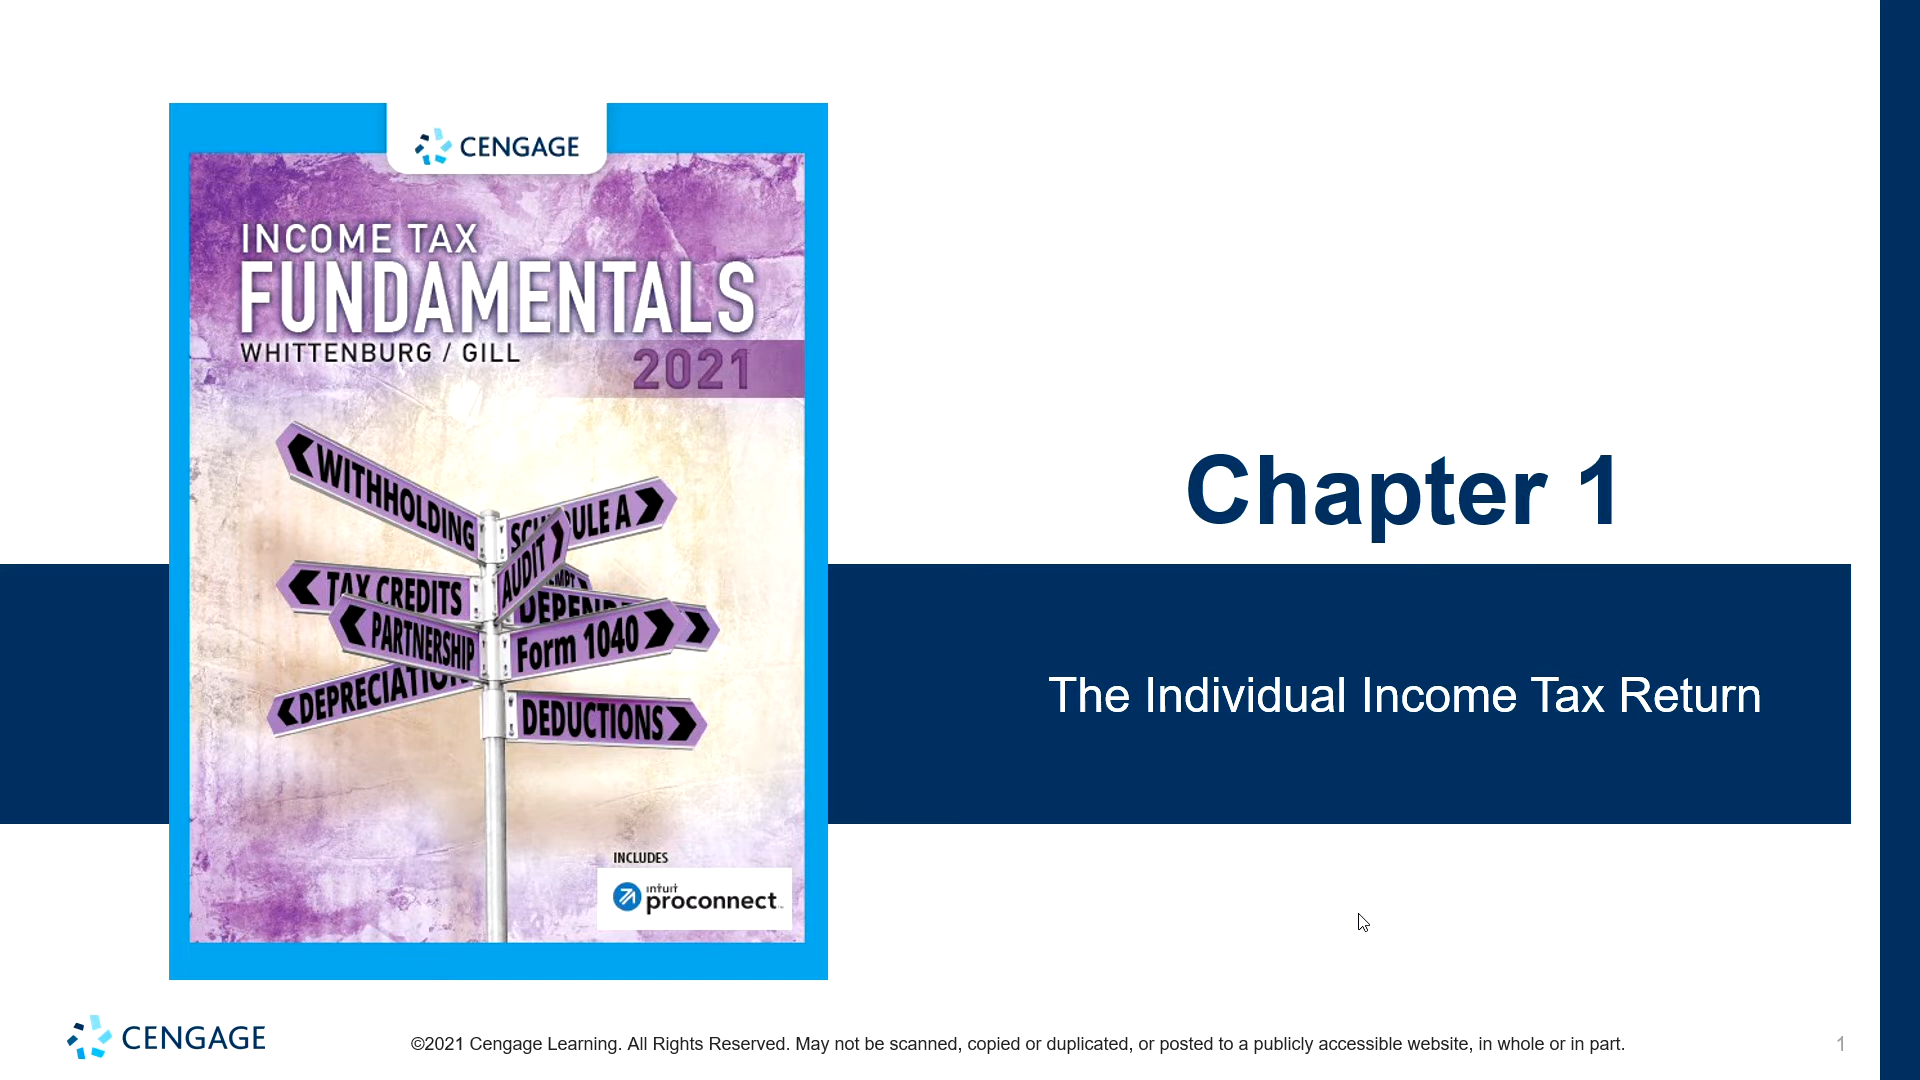 CENGAGE
INCOME TAX
FUNDAMENTALS
WHITTENBURG / GILL
2021
WITHHOLDING
AUDIT
TAX CREDITS
PARTNERSHIP
Form 1040
DEDUCTIONS
INCLUDES
intuit
proconnect
Chapter 1
The Individual Income Tax Return
CENGAGE
©2021 Cengage Learning. All Rights Reserved. May not be scanned, copied or duplicated, or posted to a publicly accessible website, in whole or in part.
1